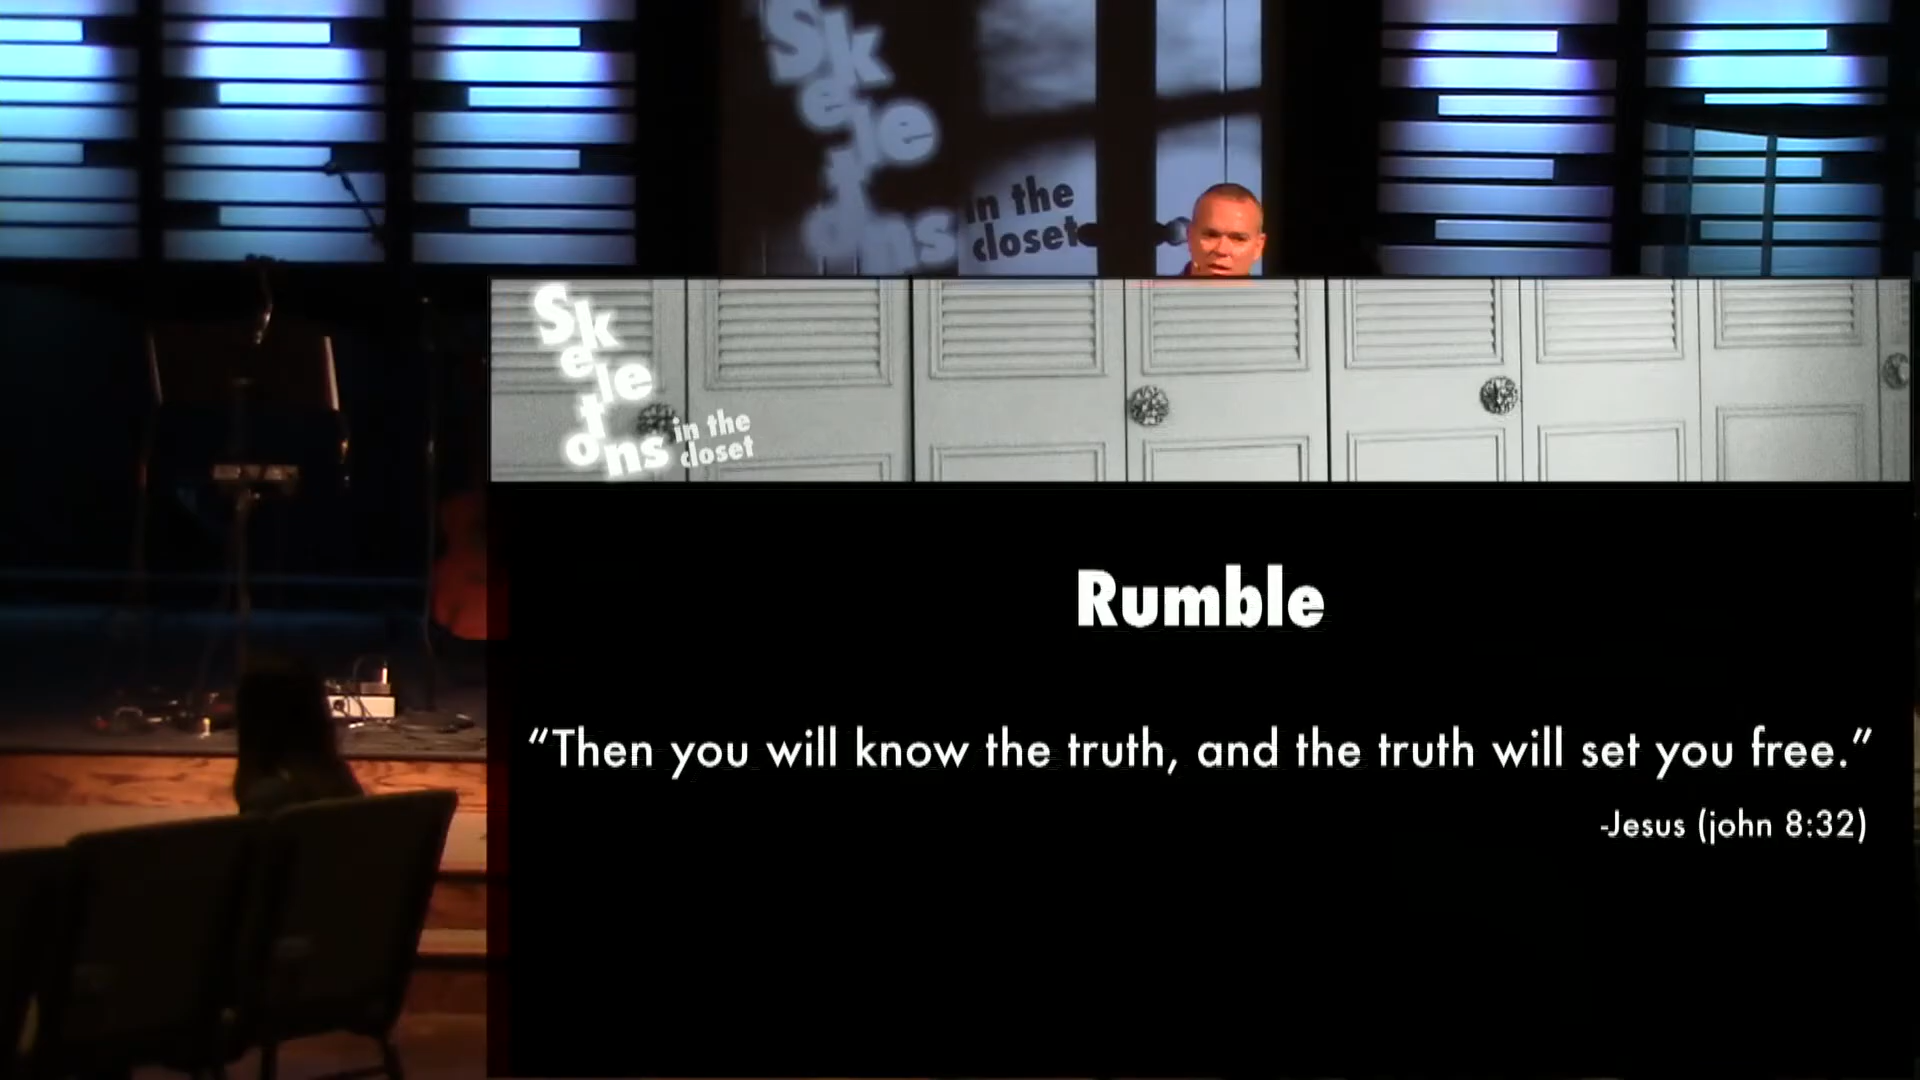 Skeletons
in the
closet
Skeletons
in the
closet
Rumble
“Then you will know the truth, and the truth will set you free.”
-Jesus (john 8:32)